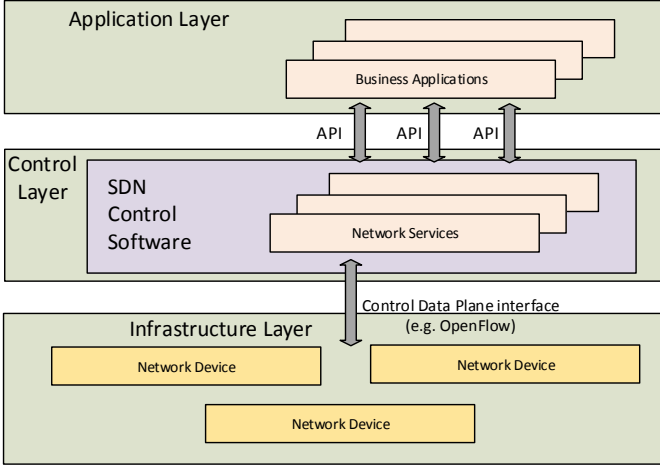 Application Layer
Business Applications
API
API
API
Control
Layer
SDN
Control
Software
Network Services
Control Data Plane interface
(e.g. OpenFlow)
Infrastructure Layer
Network Device
Network Device
Network Device